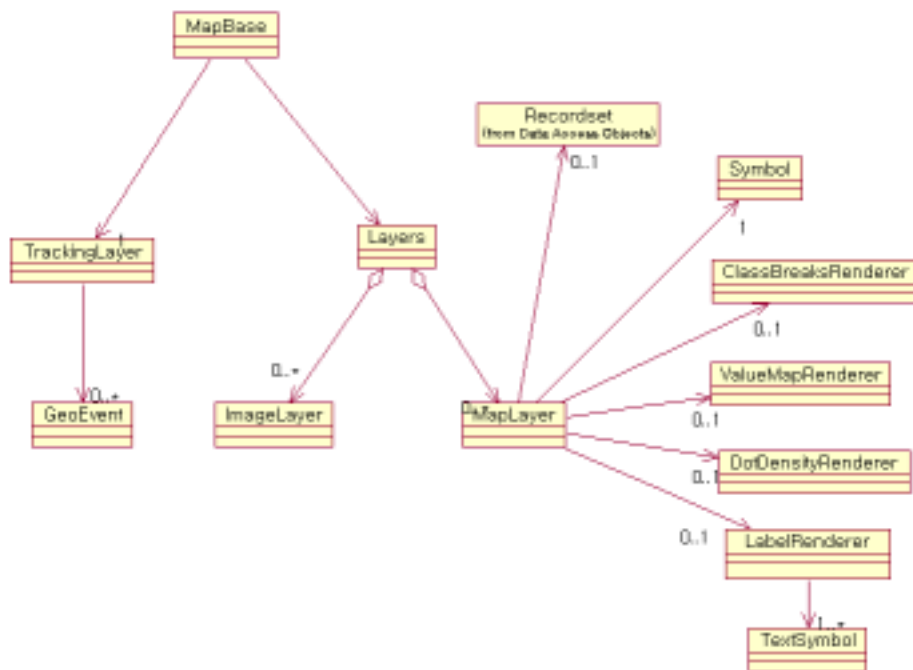 MapBase
Recordset
(from Data Access Objects)
0..1
Symbol
1
TrackingLayer
1
Layers
ClassBreaksRenderer
0..1
ValueMapRenderer
0..1
0..*
0..*
GeoEvent
ImageLayer
MapLayer
DotDensityRenderer
0..1
LabelRenderer
0..1
1..*
TextSymbol